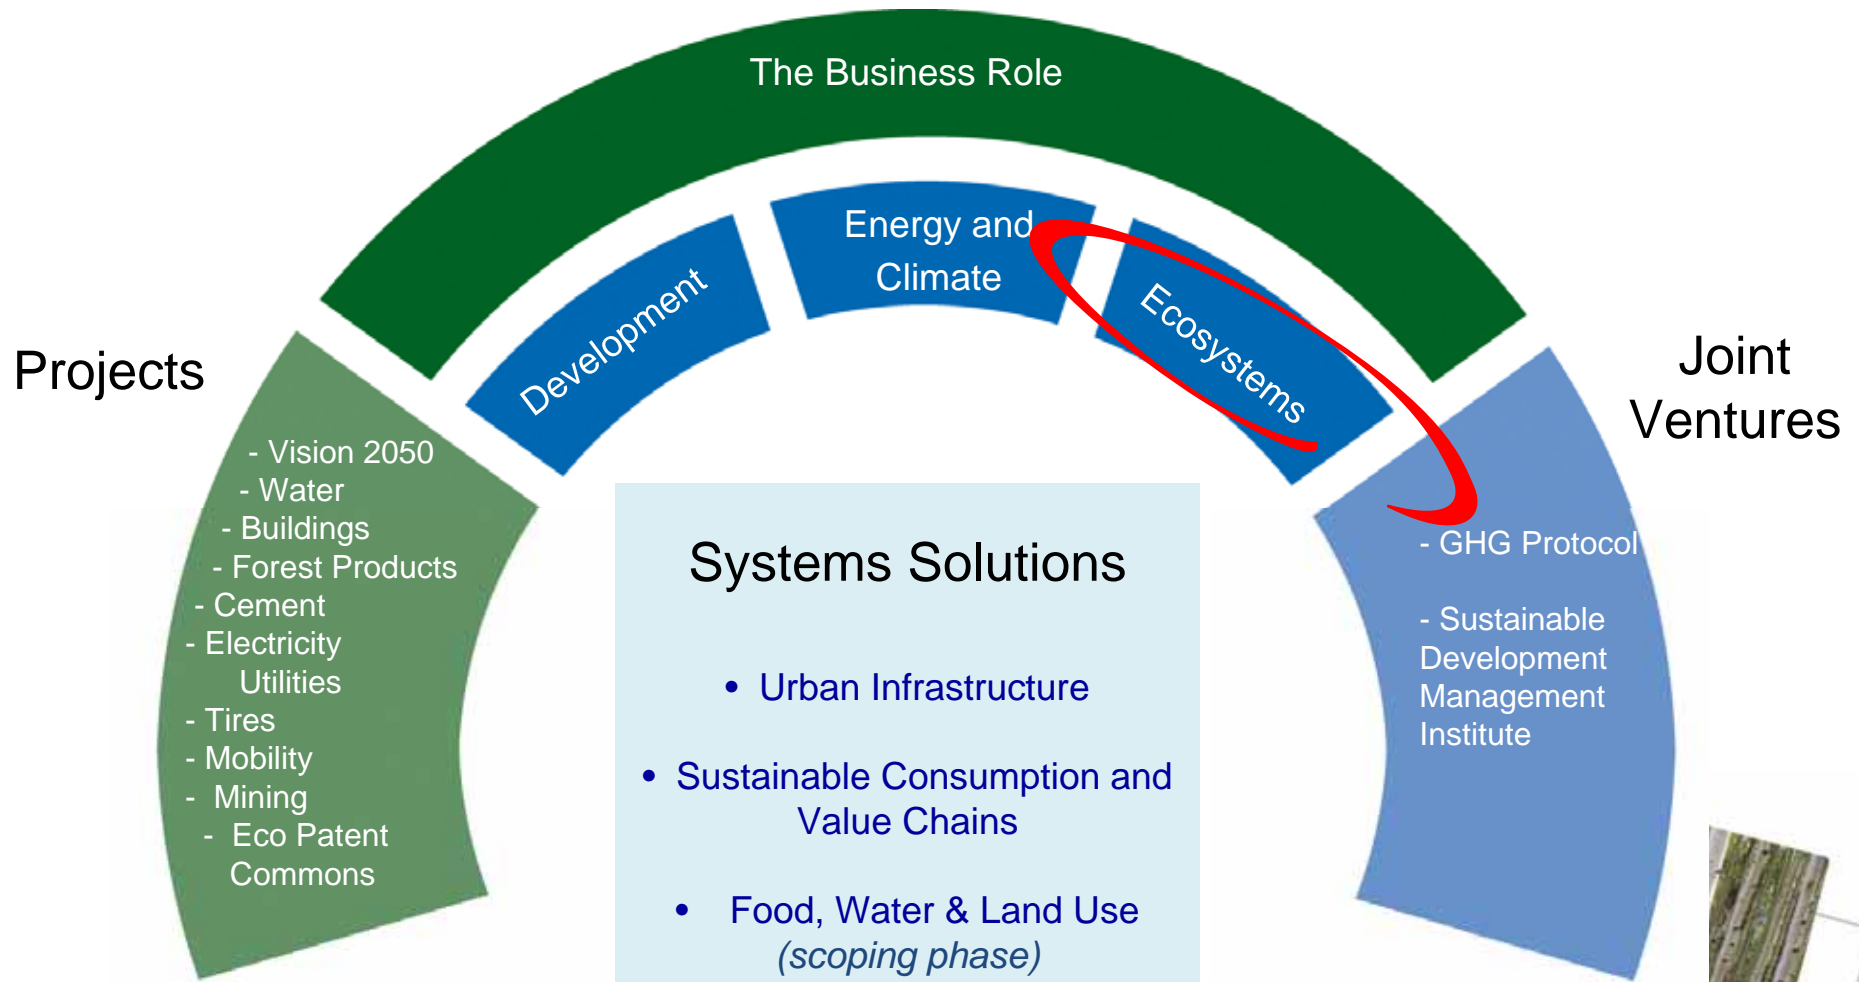 The Business Role
Energy and
Climate
Development
Ecosystems
Projects
- Vision 2050
- Water
- Buildings
- Forest Products
- Cement
- Electricity
Utilities
- Tires
- Mobility
- Mining
- Eco Patent
Commons
Systems Solutions
• Urban Infrastructure
• Sustainable Consumption and
Value Chains
• Food, Water & Land Use
(scoping phase)
Joint
Ventures
- GHG Protocol
- Sustainable
Development
Management
Institute